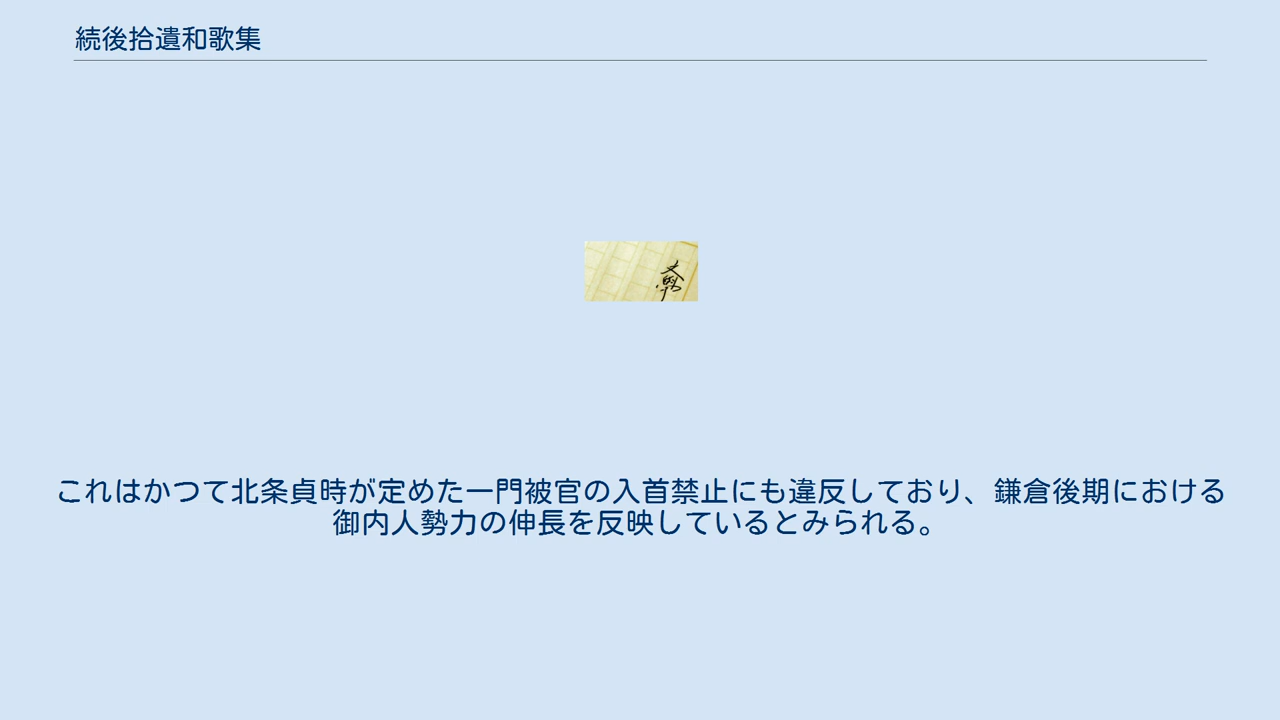 続後拾遺和歌集
これはかつて北条貞時が定めた一門被官の入首禁止にも違反しており、鎌倉後期における
御内人勢力の伸長を反映しているとみられる。